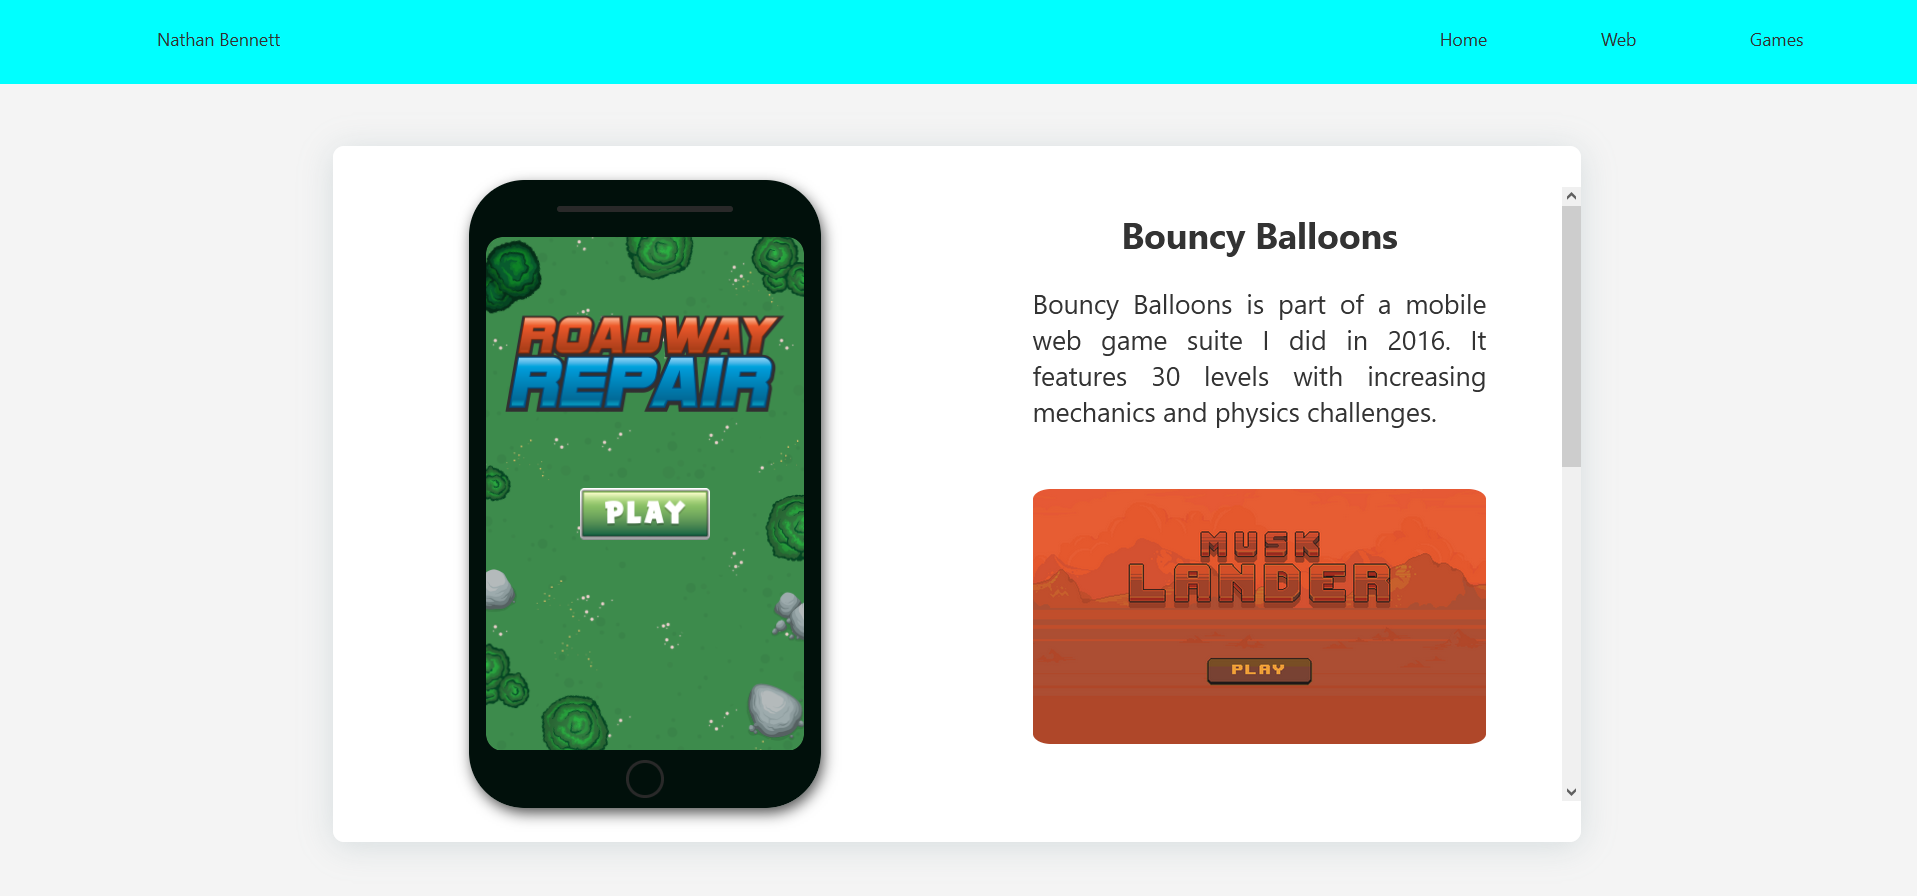 Nathan Bennett
Home
Web
Games
ROADWAY
REPAIR
PLAY
Bouncy Balloons
Bouncy Balloons is part of a mobile
web game suite I did in 2016. It
features 30 levels with increasing
mechanics and physics challenges.
MUSK
LANDER
PLAY